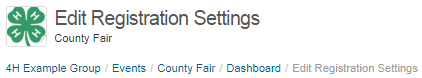 H H
H H
Edit Registration Settings
County Fair
4H Example Group / Events / County Fair / Dashboard / Edit Registration Settings